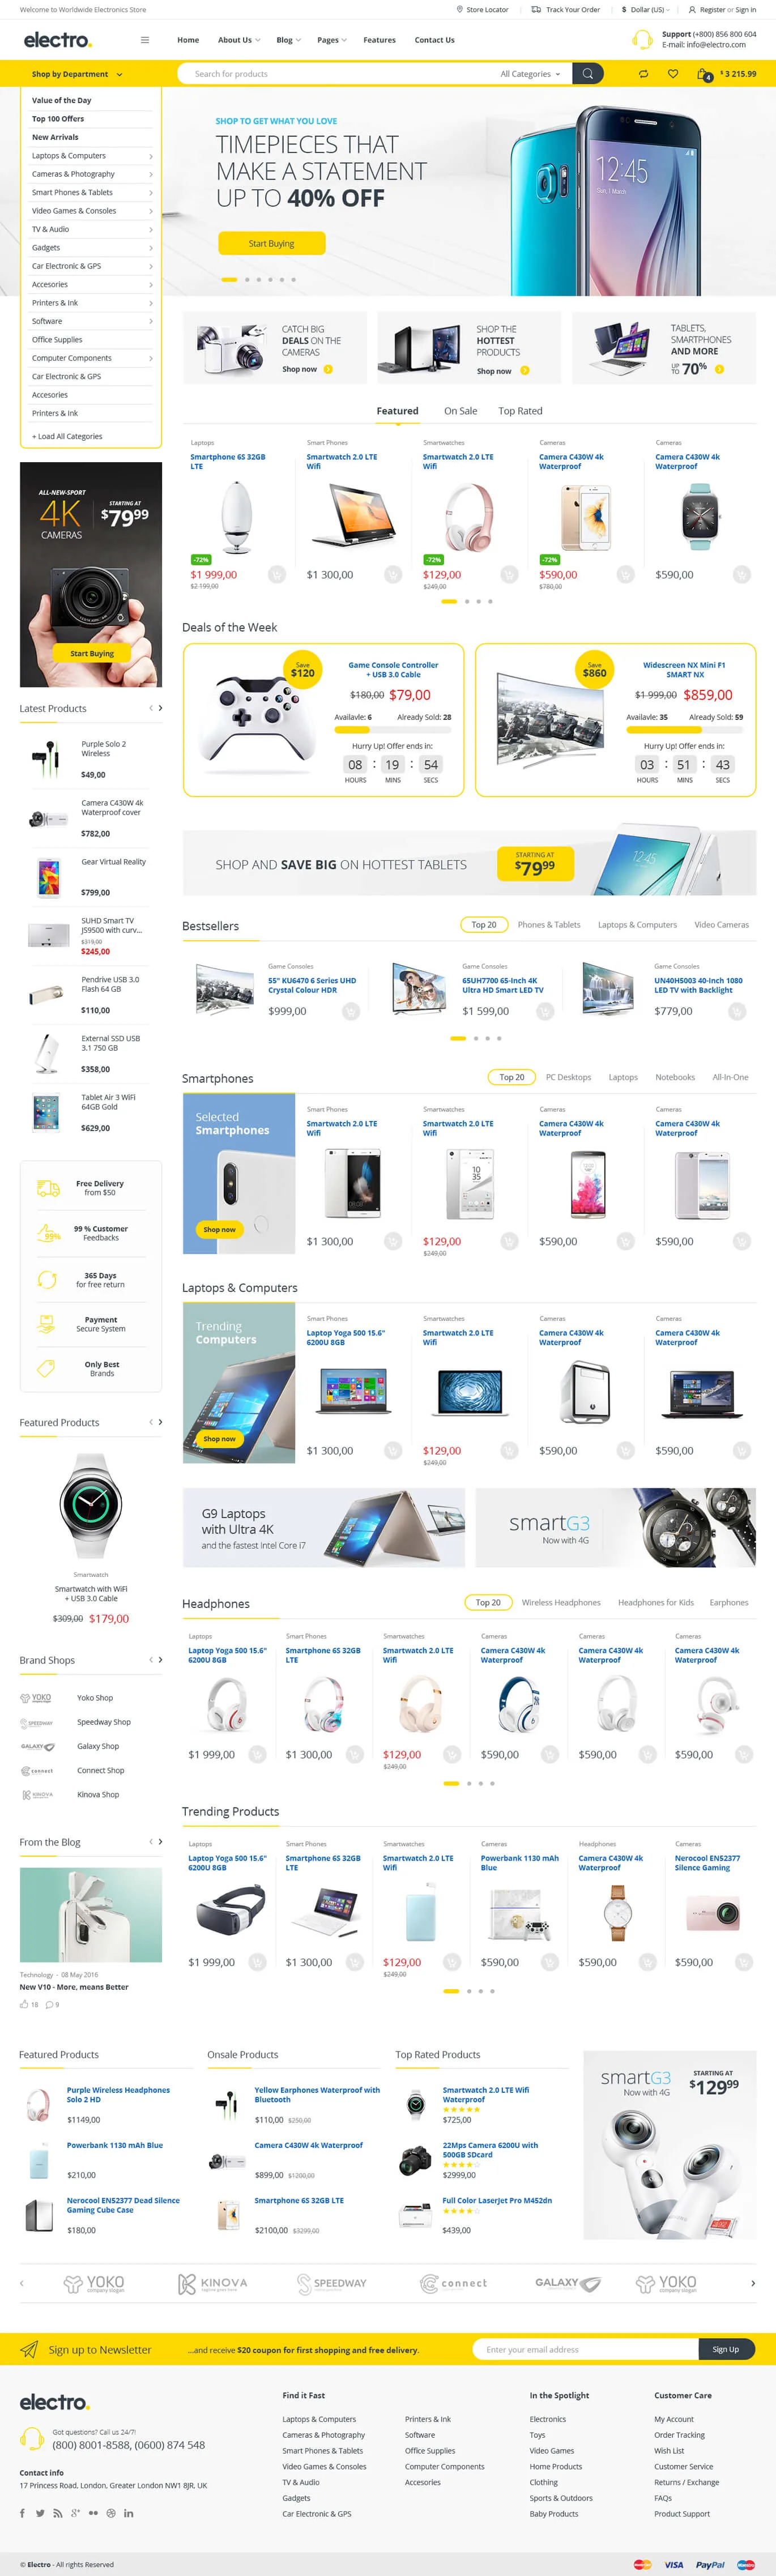 Welcome to Worldwide Electronics Store
Store Locator
Track Your Order
$ Dollar (US)
Register or Sign in
electro.
Home
About Us
Blog
Pages
Features
Contact Us
Support (+800) 856 800 604
E-mail: info@electro.com
Shop by Department
Search for products
All Categories
4
$ 3 215.99
Value of the Day
Top 100 Offers
New Arrivals
Laptops & Computers
Cameras & Photography
Smart Phones & Tablets
Video Games & Consoles
TV & Audio
Gadgets
Car Electronic & GPS
Accesories
Printers & Ink
Software
Office Supplies
Computer Components
Car Electronic & GPS
Accesories
Printers & Ink
+ Load All Categories
SHOP TO GET WHAT YOU LOVE
TIMEPIECES THAT
MAKE A STATEMENT
UP TO 40% OFF
Start Buying
12:45
CATCH BIG
DEALS ON THE
CAMERAS
Shop now
SHOP THE
HOTTEST
PRODUCTS
Shop now
TABLETS,
SMARTPHONES
AND MORE
UP TO 70%
Featured
On Sale
Top Rated
Laptops
Smartphone 6S 32GB
LTE
-72%
$1 999,00
$2 199,00
Smart Phones
Smartwatch 2.0 LTE
Wifi
$1 300,00
Smartwatches
Smartwatch 2.0 LTE
Wifi
-72%
$129,00
$249,00
Cameras
Camera C430W 4k
Waterproof
-72%
$590,00
$780,00
Cameras
Camera C430W 4k
Waterproof
$590,00
ALL-NEW-SPORT
4K
CAMERAS
STARTING AT
$79 99
Start Buying
Deals of the Week
Save
$120
Game Console Controller
+ USB 3.0 Cable
$180,00 $79,00
Availavle: 6
Already Sold: 28
Hurry Up! Offer ends in:
08 : 19 : 54
HOURS MINS SECS
Save
$860
Widescreen NX Mini F1
SMART NX
$1 999,00 $859,00
Availavle: 35
Already Sold: 59
Hurry Up! Offer ends in:
03 : 51 : 43
HOURS MINS SECS
Latest Products
Purple Solo 2
Wireless
$49,00
Camera C430W 4k
Waterproof cover
$782,00
Gear Virtual Reality
$799,00
SUHD Smart TV
JS9500 with curv...
$319,00
$245,00
Pendrive USB 3.0
Flash 64 GB
$110,00
External SSD USB
3.1 750 GB
$358,00
Tablet Air 3 WiFi
64GB Gold
$629,00
SHOP AND SAVE BIG ON HOTTEST TABLETS
STARTING AT
$79 99
Bestsellers
Top 20
Phones & Tablets
Laptops & Computers
Video Cameras
Game Consoles
55" KU6470 6 Series UHD
Crystal Colour HDR
$999,00
Game Consoles
65UH7700 65-Inch 4K
Ultra HD Smart LED TV
$1 599,00
Game Consoles
UN40H5003 40-Inch 1080
LED TV with Backlight
$779,00
Smartphones
Top 20
PC Desktops
Laptops
Notebooks
All-In-One
Selected
Smartphones
Shop now
Smart Phones
Smartwatch 2.0 LTE
Wifi
$1 300,00
Smartwatches
Smartwatch 2.0 LTE
Wifi
$129,00
$249,00
Cameras
Camera C430W 4k
Waterproof
$590,00
Cameras
Camera C430W 4k
Waterproof
$590,00
Free Delivery
from $50
99%
99 % Customer
Feedbacks
365 Days
for free return
Payment
Secure System
Only Best
Brands
Laptops & Computers
Trending
Computers
Shop now
Smart Phones
Laptop Yoga 500 15.6"
6200U 8GB
$1 300,00
Smartwatches
Smartwatch 2.0 LTE
Wifi
$129,00
$249,00
Cameras
Camera C430W 4k
Waterproof
$590,00
Cameras
Camera C430W 4k
Waterproof
$590,00
Featured Products
Smartwatch
Smartwatch with WiFi
+ USB 3.0 Cable
$309,00 $179,00
G9 Laptops
with Ultra 4K
and the fastest Intel Core i7
smartG3
Now with 4G
Headphones
Top 20
Wireless Headphones
Headphones for Kids
Earphones
Laptops
Laptop Yoga 500 15.6"
6200U 8GB
$1 999,00
Smart Phones
Smartphone 6S 32GB
LTE
$1 300,00
Smartwatches
Smartwatch 2.0 LTE
Wifi
$129,00
$249,00
Cameras
Camera C430W 4k
Waterproof
$590,00
Cameras
Camera C430W 4k
Waterproof
$590,00
Cameras
Camera C430W 4k
Waterproof
$590,00
Brand Shops
YOKO
Yoko Shop
SPEEDWAY
Speedway Shop
GALAXY
Galaxy Shop
connect
Connect Shop
KINOVA
Kinova Shop
Trending Products
Laptops
Laptop Yoga 500 15.6"
6200U 8GB
$1 999,00
Smart Phones
Smartphone 6S 32GB
LTE
$1 300,00
Smartwatches
Smartwatch 2.0 LTE
Wifi
$129,00
$249,00
Cameras
Powerbank 1130 mAh
Blue
$590,00
Headphones
Camera C430W 4k
Waterproof
$590,00
Cameras
Nerocool EN52377
Silence Gaming
$590,00
From the Blog
Technology - 08 May 2016
New V10 - More, means Better
18
9
Featured Products
Purple Wireless Headphones
Solo 2 HD
$1149,00
Powerbank 1130 mAh Blue
$210,00
Nerocool EN52377 Dead Silence
Gaming Cube Case
$180,00
Onsale Products
Yellow Earphones Waterproof with
Bluetooth
$110,00 $250,00
Camera C430W 4k Waterproof
$899,00 $1200,00
Smartphone 6S 32GB LTE
$2100,00 $3299,00
Top Rated Products
Smartwatch 2.0 LTE Wifi
Waterproof
$725,00
22Mps Camera 6200U with
500GB SDcard
$2999,00
Full Color LaserJet Pro M452dn
$439,00
smartG3
Now with 4G
STARTING AT
$129 99
YOKO
KINOVA
SPEEDWAY
connect
GALAXY
YOKO
Sign up to Newsletter
...and receive $20 coupon for first shopping and free delivery.
Enter your email address
Sign Up
electro.
Got questions? Call us 24/7!
(800) 8001-8588, (0600) 874 548
Contact info
17 Princess Road, London, Greater London NW1 8JR, UK
Find it Fast
Laptops & Computers
Cameras & Photography
Smart Phones & Tablets
Video Games & Consoles
TV & Audio
Gadgets
Car Electronic & GPS
Printers & Ink
Software
Office Supplies
Computer Components
Accesories
In the Spotlight
Electronics
Toys
Video Games
Home Products
Clothing
Sports & Outdoors
Baby Products
Customer Care
My Account
Order Tracking
Wish List
Customer Service
Returns / Exchange
FAQs
Product Support
© Electro - All rights Reserved
VISA
PayPal